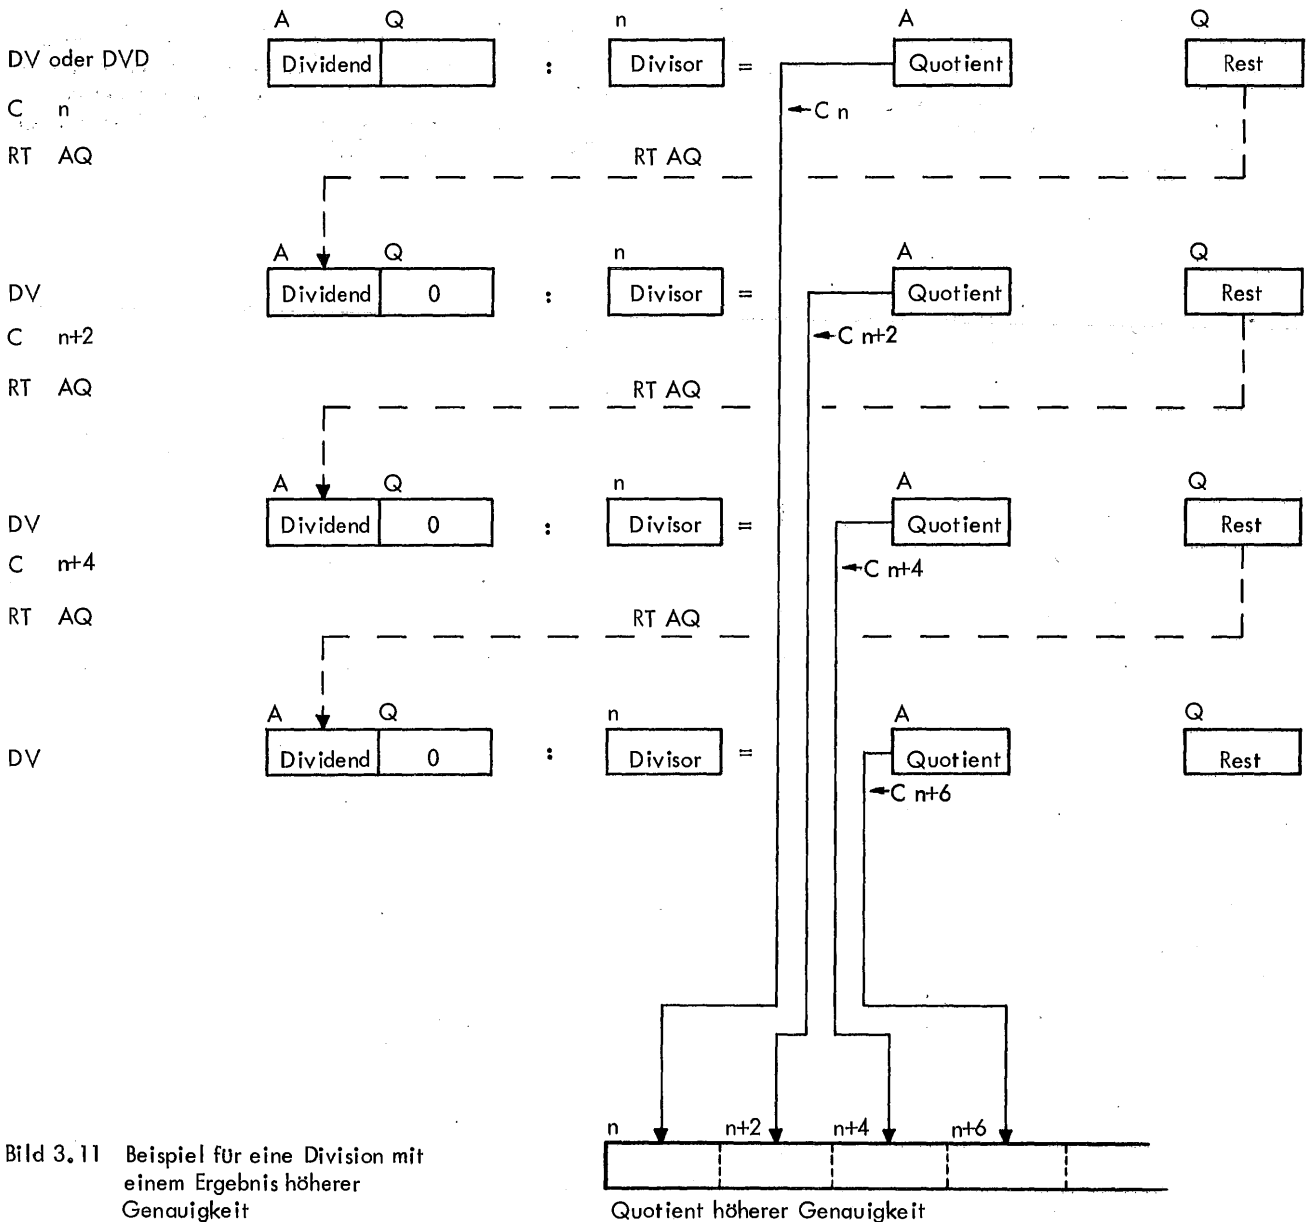 A Q n A Q
DV oder DVD Dividend : Divisor = Quotient Rest
C n ←C n
RT AQ RT AQ
A Q n A Q
DV Dividend 0 : Divisor = Quotient Rest
C n+2 ←C n+2
RT AQ RT AQ
A Q n A Q
DV Dividend 0 : Divisor = Quotient Rest
C n+4 ←C n+4
RT AQ RT AQ
A Q n A Q
DV Dividend 0 : Divisor = Quotient Rest
←C n+6
n n+2 n+4 n+6
Bild 3.11 Beispiel für eine Division mit
einem Ergebnis höherer
Genauigkeit
Quotient höherer Genauigkeit